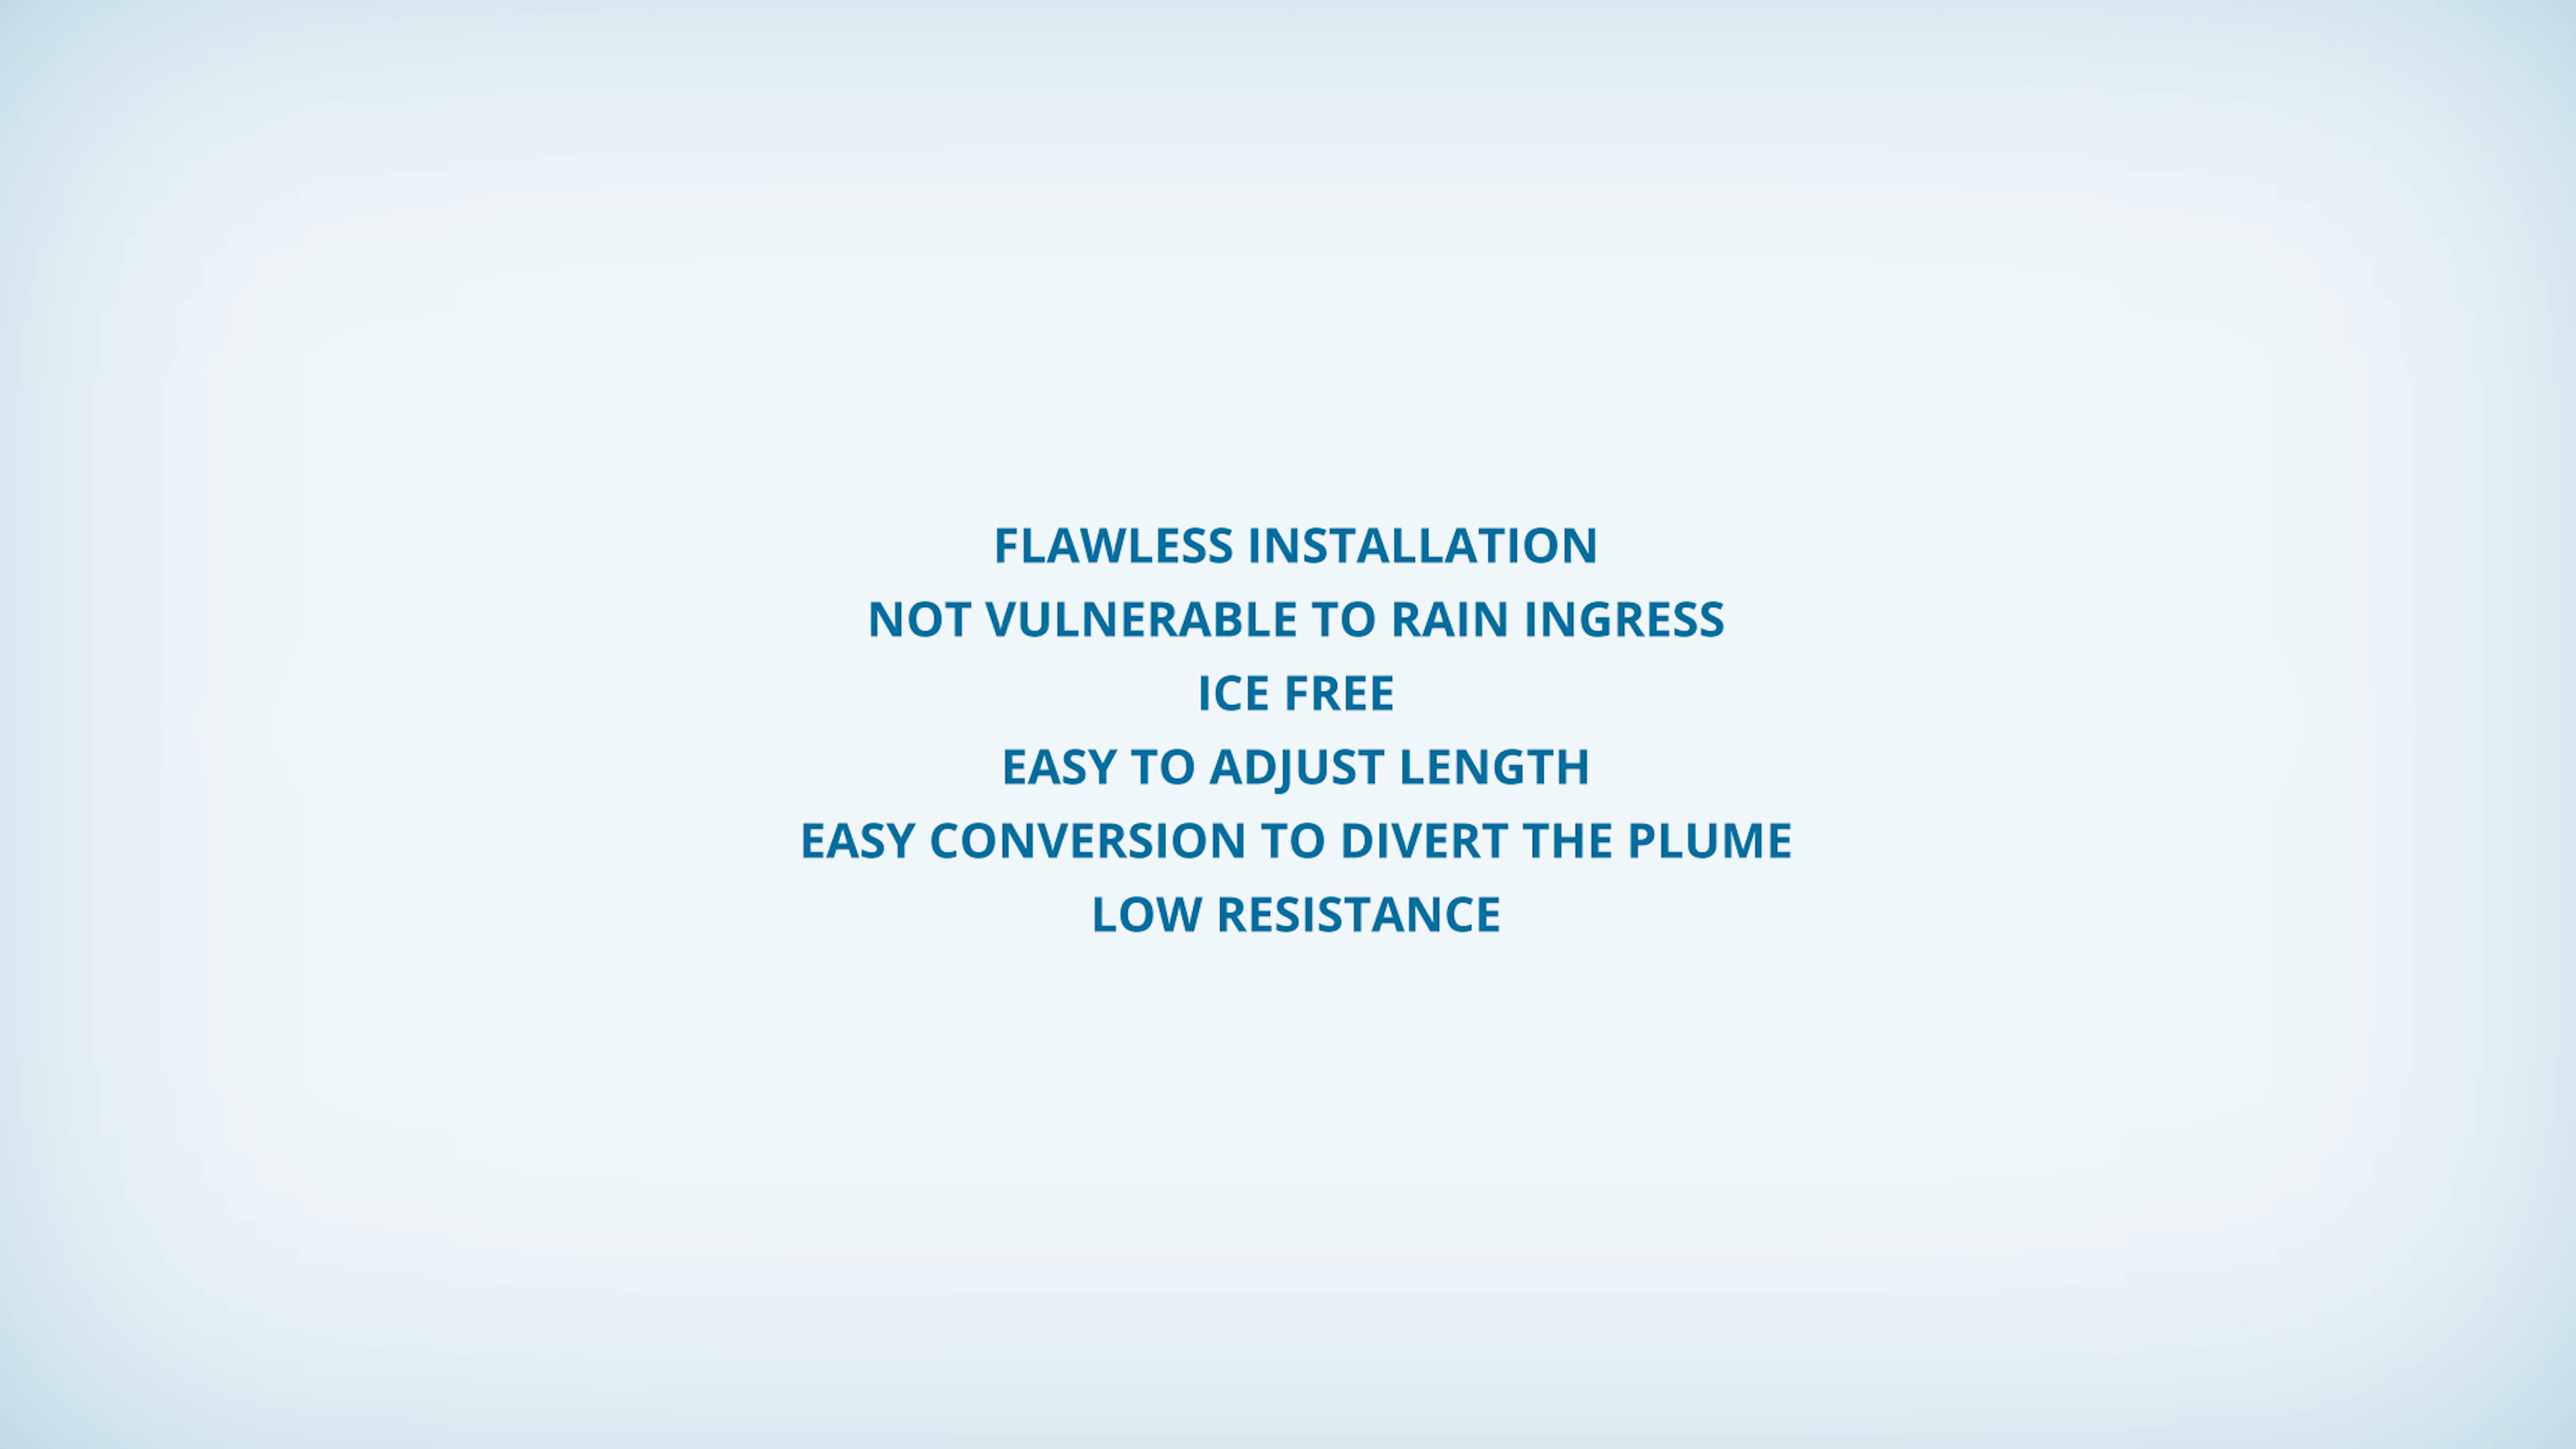 FLAWLESS INSTALLATION
NOT VULNERABLE TO RAIN INGRESS
ICE FREE
EASY TO ADJUST LENGTH
EASY CONVERSION TO DIVERT THE PLUME
LOW RESISTANCE